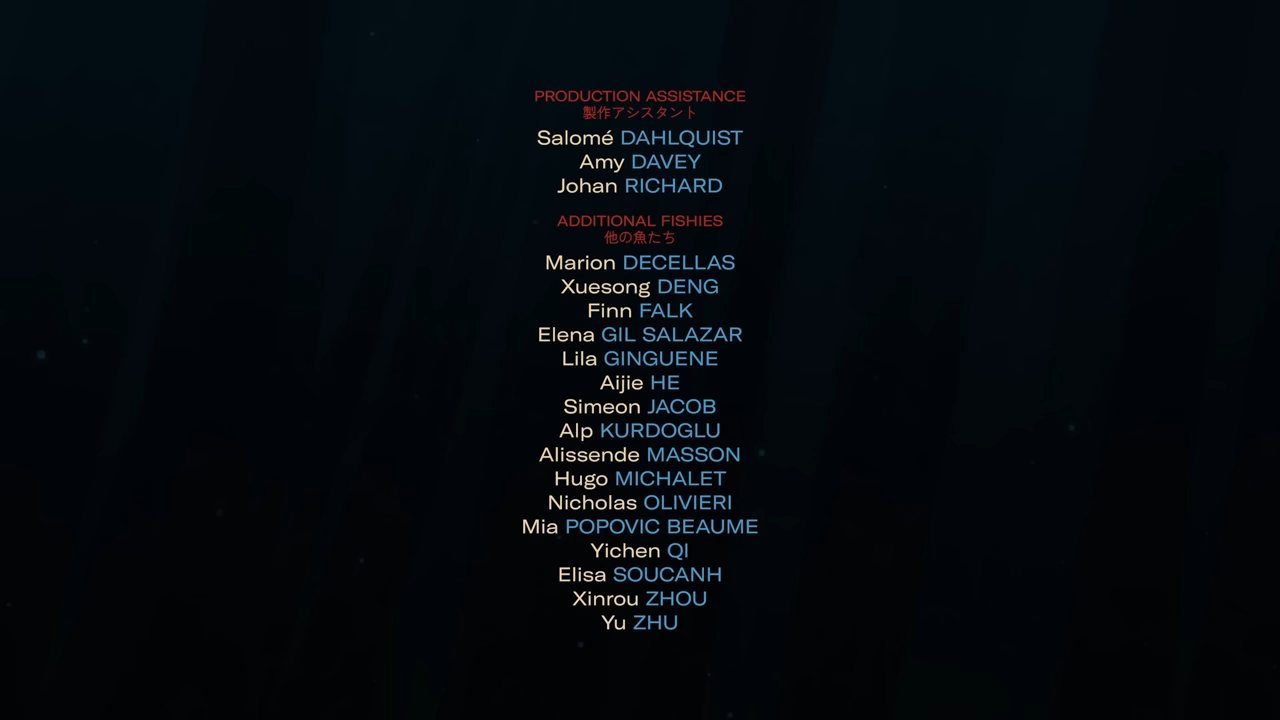 PRODUCTION ASSISTANCE
製作アシスタント
Salomé DAHLQUIST
Amy DAVEY
Johan RICHARD
ADDITIONAL FISHIES
他の魚たち
Marion DECELLAS
Xuesong DENG
Finn FALK
Elena GIL SALAZAR
Lila GINGUENE
Aijie HE
Simeon JACOB
Alp KURDOGLU
Alissende MASSON
Hugo MICHALET
Nicholas OLIVIERI
Mia POPOVIC BEAUME
Yichen QI
Elisa SOUCANH
Xinrou ZHOU
Yu ZHU